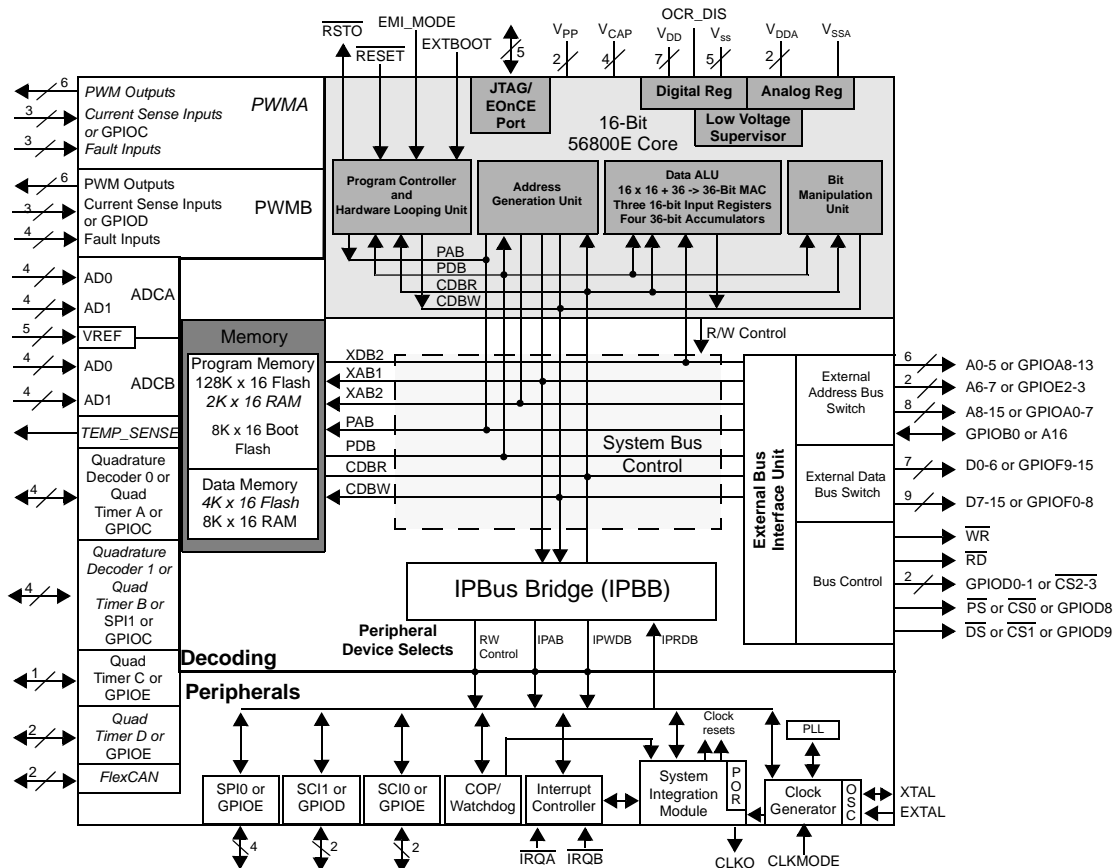 RSTO
EMI_MODE
RESET
EXTBOOT
5
VPP
2
VCAP
4
OCR_DIS
VDD
7
Vss
5
VDDA
2
VSSA
6
PWM Outputs
PWMA
3
Current Sense Inputs
or GPIOC
3
Fault Inputs
6
PWM Outputs
3
Current Sense Inputs
or GPIOD
PWMB
4
Fault Inputs
4
AD0
ADCA
4
AD1
5
VREF
4
AD0
ADCB
4
AD1
TEMP_SENSE
Quadrature
Decoder 0 or
Quad
Timer A or
GPIOC
4
Quadrature
Decoder 1 or
Quad
Timer B or
SPI1 or
GPIOC
4
Quad
Timer C or
GPIOE
1
Quad
Timer D or
GPIOE
2
FlexCAN
2
JTAG/
EOnCE
Port
Digital Reg
Analog Reg
Low Voltage
Supervisor
16-Bit
56800E Core
Program Controller
and
Hardware Looping Unit
Address
Generation Unit
Data ALU
16 x 16 + 36 -> 36-Bit MAC
Three 16-bit Input Registers
Four 36-bit Accumulators
Bit
Manipulation
Unit
PAB
PDB
CDBR
CDBW
R/W Control
Memory
Program Memory
128K x 16 Flash
2K x 16 RAM
8K x 16 Boot
Flash
Data Memory
4K x 16 Flash
8K x 16 RAM
XDB2
XAB1
XAB2
PAB
PDB
CDBR
CDBW
System Bus
Control
External Bus
Interface Unit
External
Address Bus
Switch
External Data
Bus Switch
Bus Control
6
A0-5 or GPIOA8-13
2
A6-7 or GPIOE2-3
8
A8-15 or GPIOA0-7
GPIOB0 or A16
7
D0-6 or GPIOF9-15
9
D7-15 or GPIOF0-8
WR
RD
2
GPIOD0-1 or CS2-3
PS or CS0 or GPIOD8
DS or CS1 or GPIOD9
IPBus Bridge (IPBB)
Peripheral
Device Selects
RW
Control
IPAB
IPWDB
IPRDB
Decoding
Peripherals
Clock
resets
PLL
SPI0 or
GPIOE
SCI1 or
GPIOD
SCI0 or
GPIOE
COP/
Watchdog
Interrupt
Controller
System
Integration
Module
POR
Clock
Generator
OSC
XTAL
EXTAL
4
2
2
IRQA
IRQB
CLKO
CLKMODE